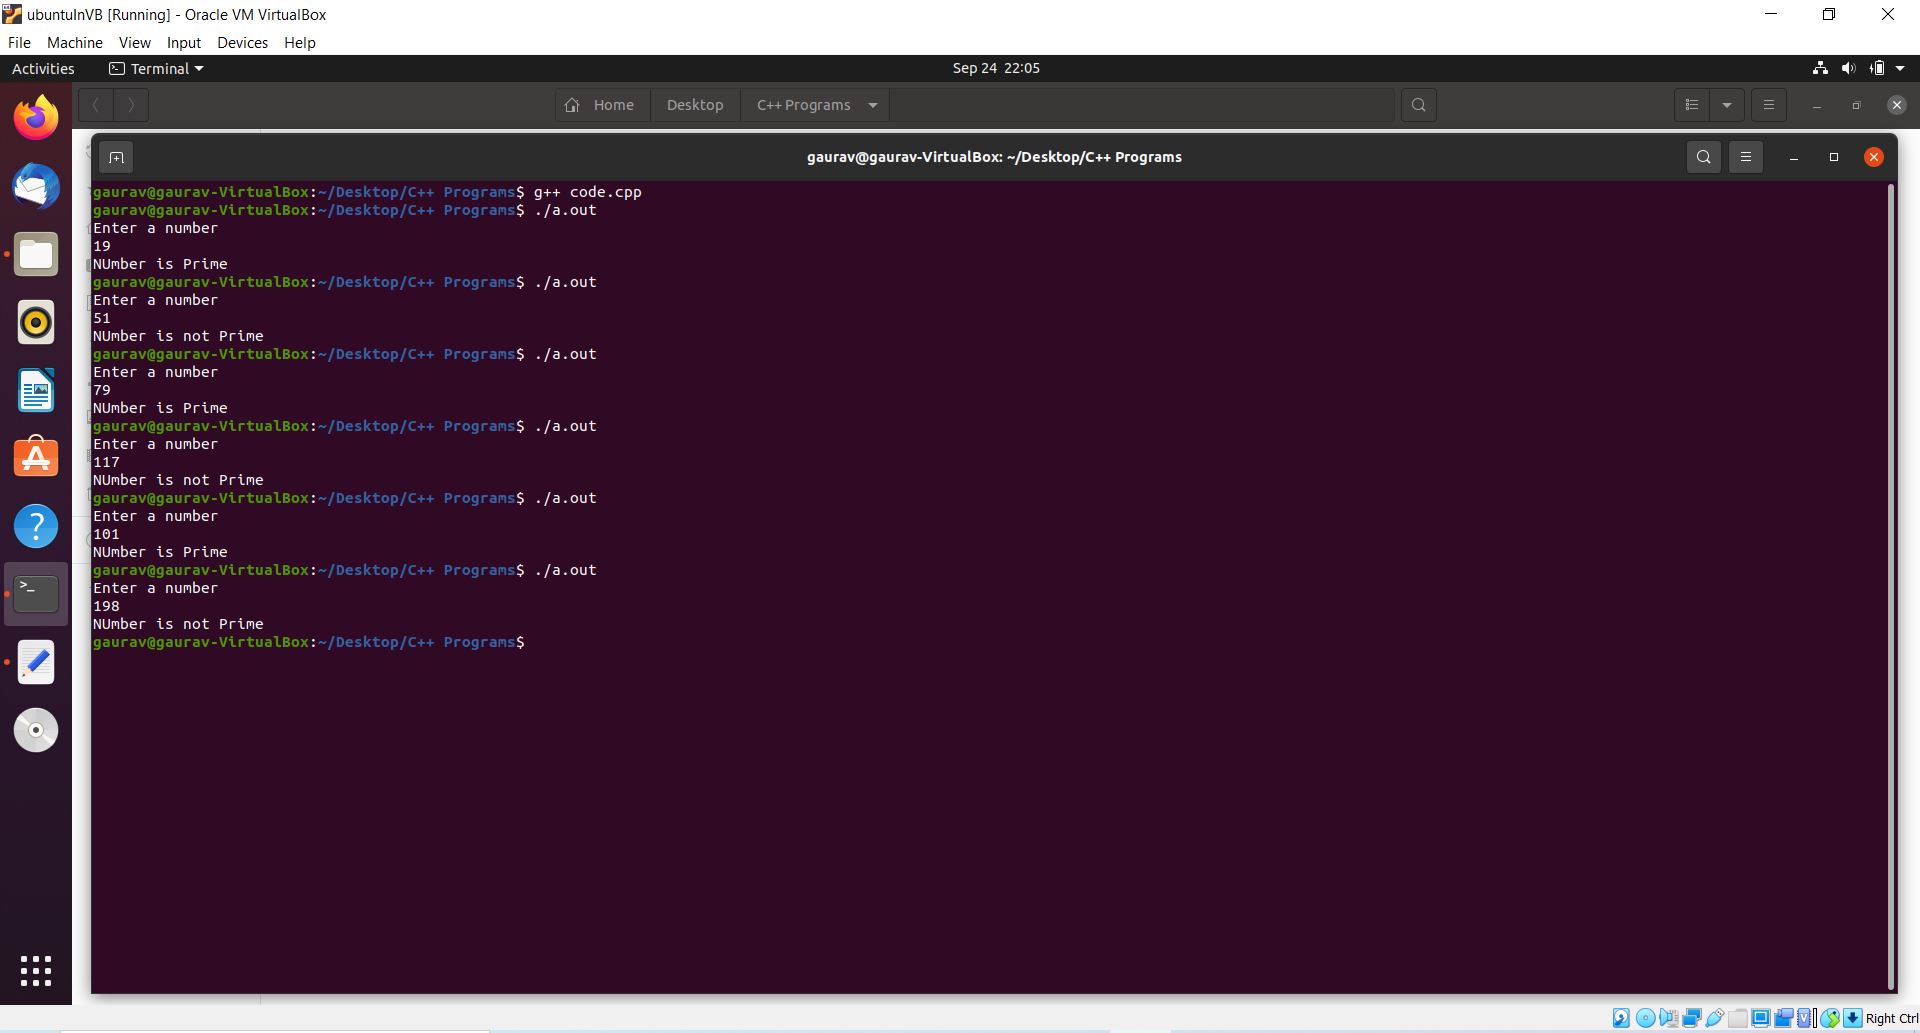 ubuntuInVB [Running] - Oracle VM VirtualBox
File Machine View Input Devices Help
Activities Terminal Sep 24 22:05
Home Desktop C++ Programs
gaurav@gaurav-VirtualBox: ~/Desktop/C++ Programs
gaurav@gaurav-VirtualBox:~/Desktop/C++ Programs$ g++ code.cpp
gaurav@gaurav-VirtualBox:~/Desktop/C++ Programs$ ./a.out
Enter a number
19
NUmber is Prime
gaurav@gaurav-VirtualBox:~/Desktop/C++ Programs$ ./a.out
Enter a number
51
NUmber is not Prime
gaurav@gaurav-VirtualBox:~/Desktop/C++ Programs$ ./a.out
Enter a number
79
NUmber is Prime
gaurav@gaurav-VirtualBox:~/Desktop/C++ Programs$ ./a.out
Enter a number
117
NUmber is not Prime
gaurav@gaurav-VirtualBox:~/Desktop/C++ Programs$ ./a.out
Enter a number
101
NUmber is Prime
gaurav@gaurav-VirtualBox:~/Desktop/C++ Programs$ ./a.out
Enter a number
198
NUmber is not Prime
gaurav@gaurav-VirtualBox:~/Desktop/C++ Programs$
Right Ctrl